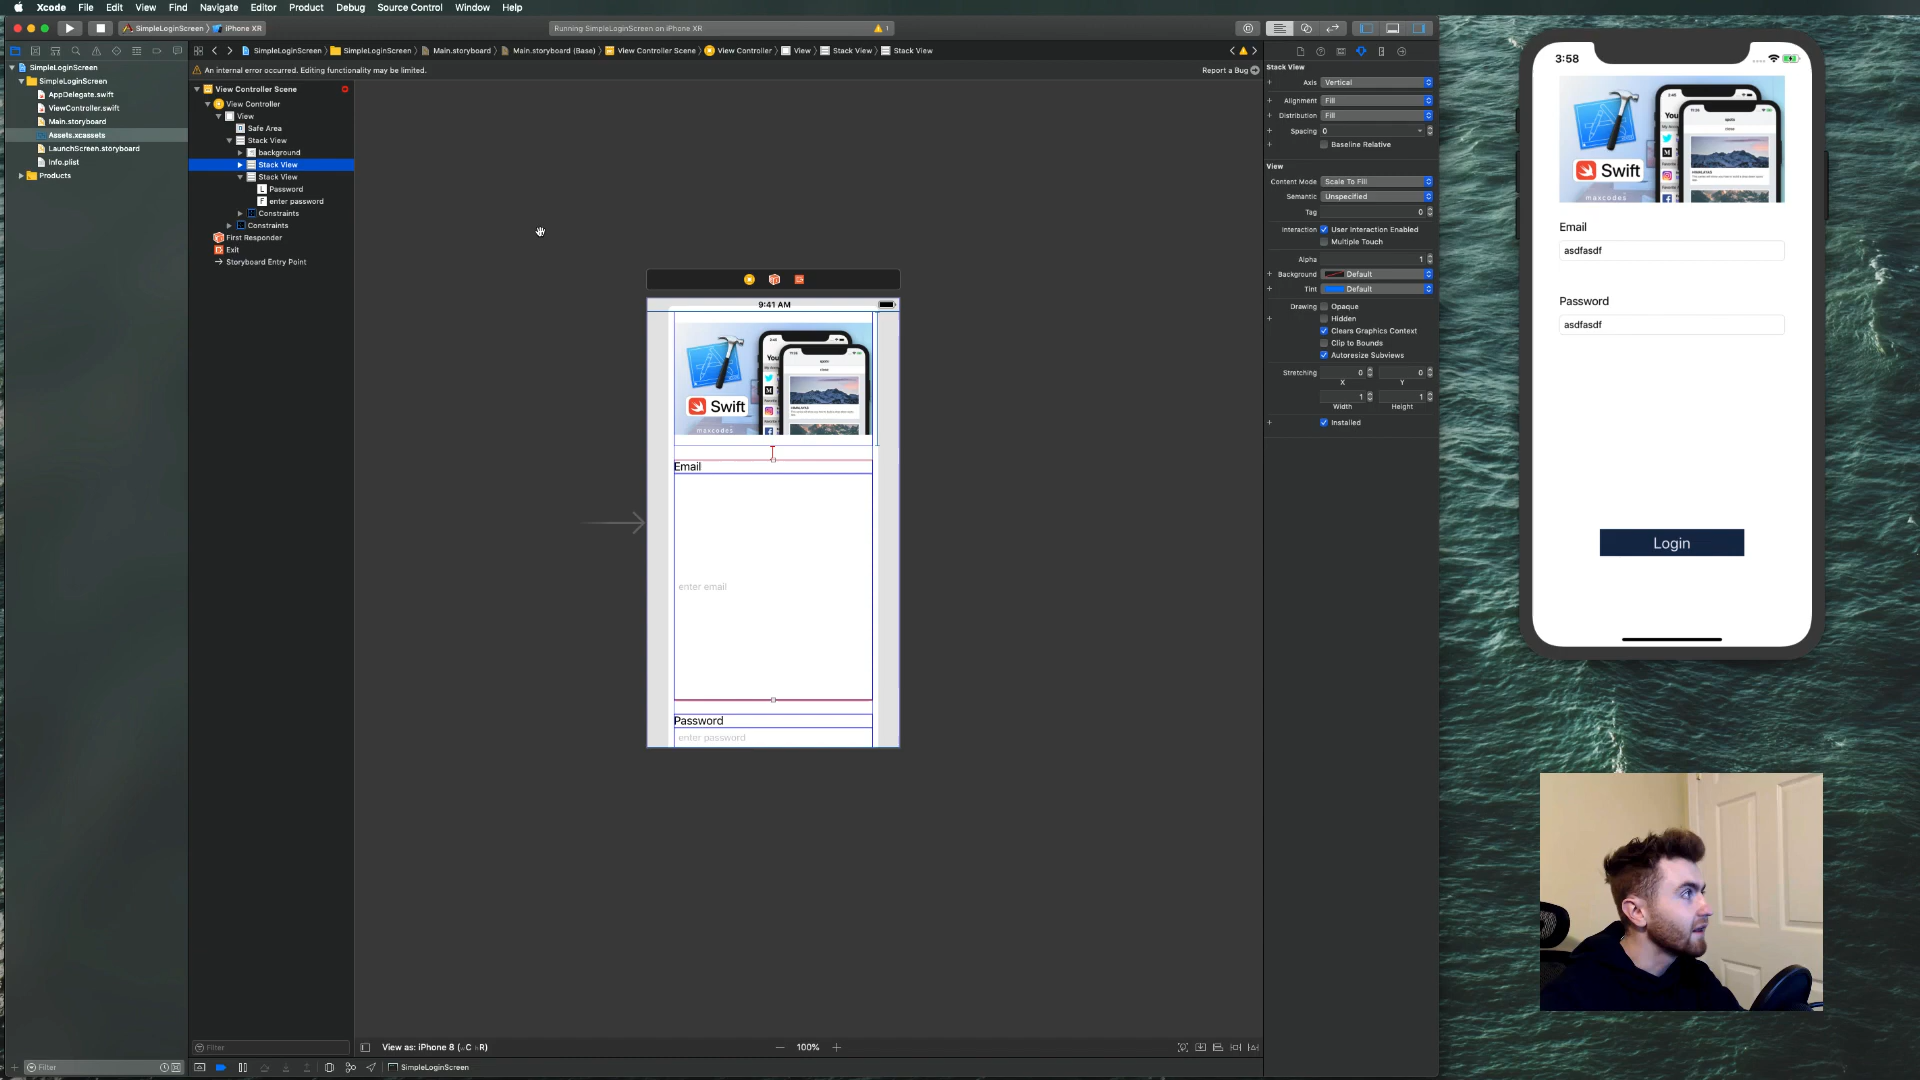 Xcode File Edit View Find Navigate Editor Product Debug Source Control Window Help
SimpleLoginScreen iPhone XR
Running SimpleLoginScreen on iPhone XR
1
SimpleLoginScreen SimpleLoginScreen Main.storyboard Main.storyboard (Base) View Controller Scene View Controller View Stack View Stack View
An internal error occurred. Editing functionality may be limited.
Report a Bug
SimpleLoginScreen
SimpleLoginScreen
AppDelegate.swift
ViewController.swift
Main.storyboard
Assets.xcassets
LaunchScreen.storyboard
Info.plist
Products
View Controller Scene
View Controller
View
Safe Area
Stack View
background
Stack View
Stack View
L Password
F enter password
Constraints
Constraints
First Responder
Exit
Storyboard Entry Point
9:41 AM
Swift
maxcodes
Email
enter email
Password
enter password
Stack View
Axis Vertical
Alignment Fill
Distribution Fill
Spacing 0
Baseline Relative
View
Content Mode Scale To Fill
Semantic Unspecified
Tag 0
Interaction User Interaction Enabled
Multiple Touch
Alpha 1
Background Default
Tint Default
Drawing Opaque
Hidden
Clears Graphics Context
Clip to Bounds
Autoresize Subviews
Stretching 0 0
X Y
1 1
Width Height
Installed
3:58
Swift
maxcodes
Email
asdfasdf
Password
asdfasdf
Login
Filter
Filter
View as: iPhone 8 (wC hR)
100%
SimpleLoginScreen